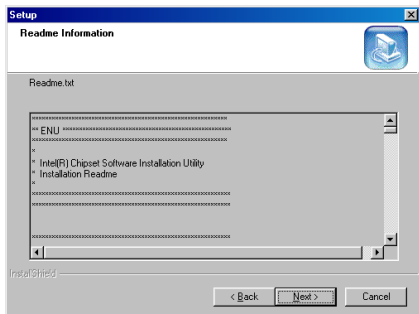 Setup
Readme Information
Readme.txt
** ENU
*
* Intel(R) Chipset Software Installation Utility
* Installation Readme
*
InstallShield
< Back
Next >
Cancel